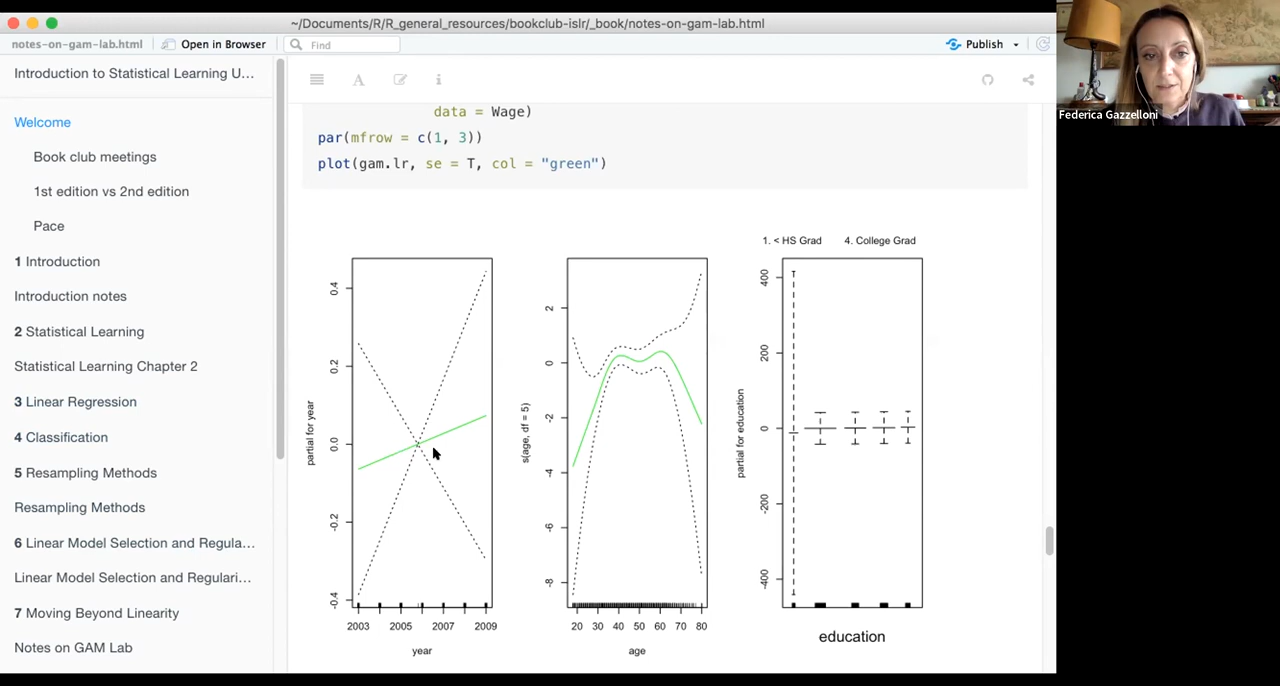 ~/Documents/R/R_general_resources/bookclub-islr/_book/notes-on-gam-lab.html
notes-on-gam-lab.html
Open in Browser
Find
Publish
Federica Gazzelloni
Introduction to Statistical Learning U...
Welcome
Book club meetings
1st edition vs 2nd edition
Pace
1 Introduction
Introduction notes
2 Statistical Learning
Statistical Learning Chapter 2
3 Linear Regression
4 Classification
5 Resampling Methods
Resampling Methods
6 Linear Model Selection and Regula...
Linear Model Selection and Regulari...
7 Moving Beyond Linearity
Notes on GAM Lab
data = Wage)
par(mfrow = c(1, 3))
plot(gam.lr, se = T, col = "green")
partial for year
0.4
0.2
0.0
-0.2
-0.4
2003 2005 2007 2009
year
s(age, df = 5)
2
0
-2
-4
-6
-8
20 30 40 50 60 70 80
age
1. < HS Grad 4. College Grad
partial for education
400
200
0
-200
-400
education